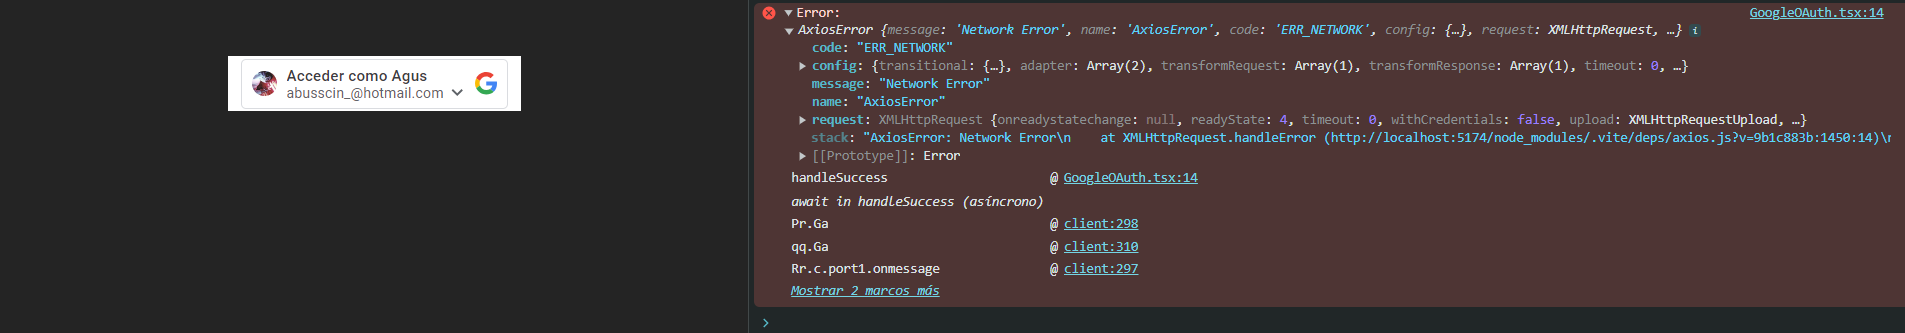 Acceder como Agus
abusscin_@hotmail.com
Error: GoogleOAuth.tsx:14
AxiosError {message: 'Network Error', name: 'AxiosError', code: 'ERR_NETWORK', config: {…}, request: XMLHttpRequest, …}
code: "ERR_NETWORK"
config: {transitional: {…}, adapter: Array(2), transformRequest: Array(1), transformResponse: Array(1), timeout: 0, …}
message: "Network Error"
name: "AxiosError"
request: XMLHttpRequest {onreadystatechange: null, readyState: 4, timeout: 0, withCredentials: false, upload: XMLHttpRequestUpload, …}
stack: "AxiosError: Network Error\n    at XMLHttpRequest.handleError (http://localhost:5174/node_modules/.vite/deps/axios.js?v=9b1c883b:1450:14)\n
[[Prototype]]: Error
handleSuccess @ GoogleOAuth.tsx:14
await in handleSuccess (asíncrono)
Pr.Ga @ client:298
qq.Ga @ client:310
Rr.c.port1.onmessage @ client:297
Mostrar 2 marcos más